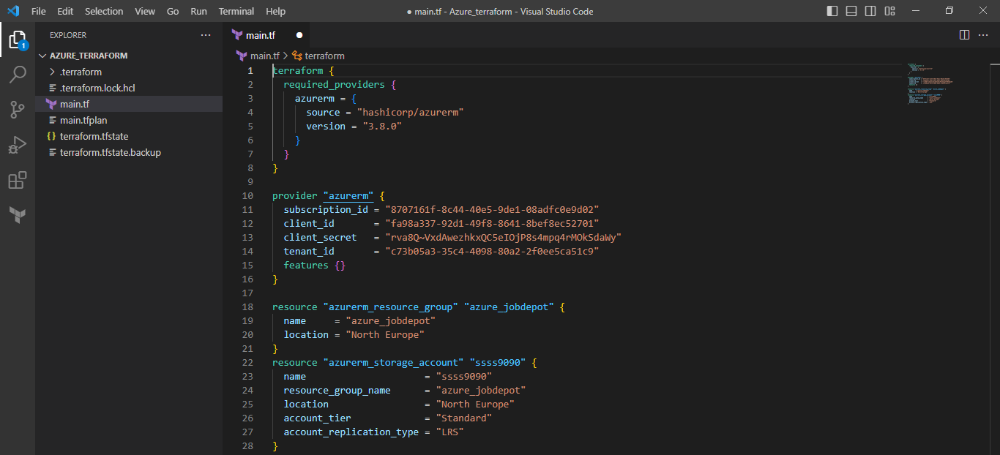 File Edit Selection View Go Run Terminal Help
● main.tf - Azure_terraform - Visual Studio Code
1
EXPLORER
AZURE_TERRAFORM
.terraform
.terraform.lock.hcl
main.tf
main.tfplan
{} terraform.tfstate
terraform.tfstate.backup
main.tf
main.tf > terraform
1 terraform {
2   required_providers {
3     azurerm = {
4       source = "hashicorp/azurerm"
5       version = "3.8.0"
6     }
7   }
8 }
9
10 provider "azurerm" {
11   subscription_id = "8707161f-8c44-40e5-9de1-08adfc0e9d02"
12   client_id       = "fa98a337-92d1-49f8-8641-8bef8ec52701"
13   client_secret   = "rva8Q~VxdAwezhkxQC5eIOjP8s4mpq4rMOkSdaWy"
14   tenant_id       = "c73b05a3-35c4-4098-80a2-2f0ee5ca51c9"
15   features {}
16 }
17
18 resource "azurerm_resource_group" "azure_jobdepot" {
19   name     = "azure_jobdepot"
20   location = "North Europe"
21 }
22 resource "azurerm_storage_account" "ssss9090" {
23   name                     = "ssss9090"
24   resource_group_name      = "azure_jobdepot"
25   location                 = "North Europe"
26   account_tier             = "Standard"
27   account_replication_type = "LRS"
28 }